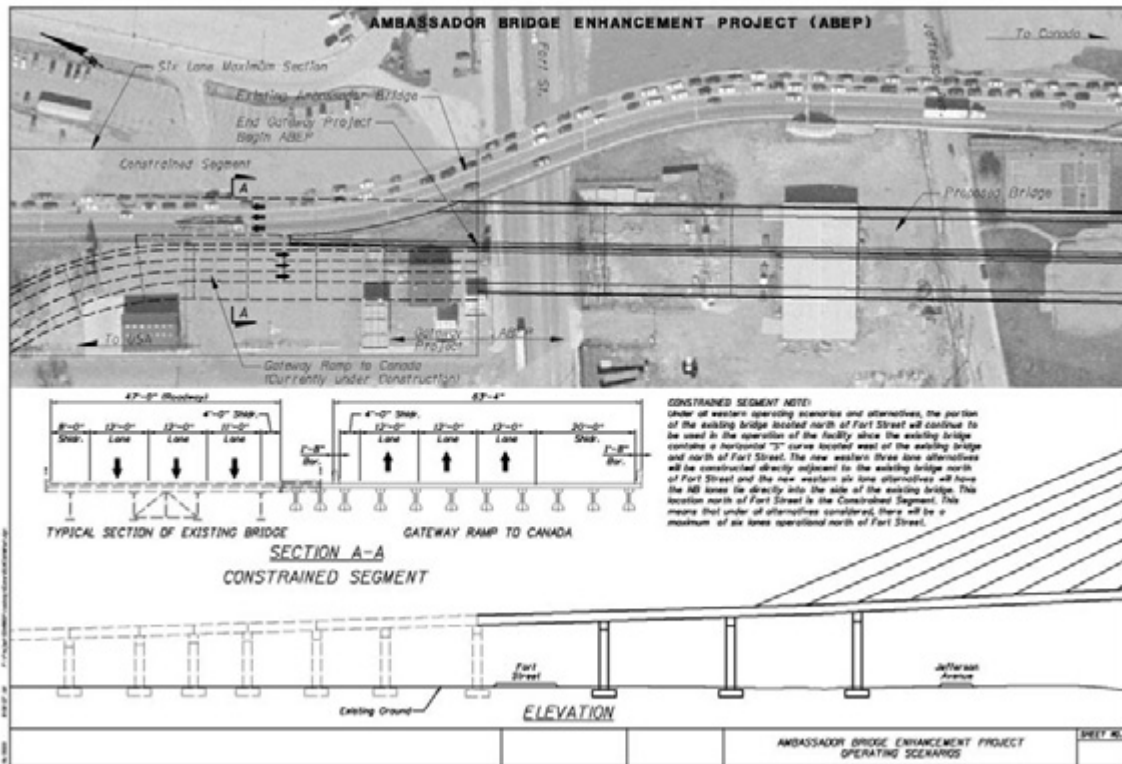 AMBASSADOR BRIDGE ENHANCEMENT PROJECT (ABEP)
To Canada
Six Lane Maximum Section
Fort St.
Existing Ambassador Bridge
End Gateway Project
Begin ABEP
Constrained Segment
A
Proposed Bridge
A
To USA
Gateway
Project
ABEP
Gateway Ramp to Canada
(Currently under Construction)
47'-0" (Roadway)
4'-0" Shldr.
8'-0"
Shldr.
12'-0"
Lane
12'-0"
Lane
11'-0"
Lane
1'-8"
Bar.
63'-4"
4'-0" Shldr.
12'-0"
Lane
12'-0"
Lane
12'-0"
Lane
20'-0"
Shldr.
1'-8"
Bar.
TYPICAL SECTION OF EXISTING BRIDGE
GATEWAY RAMP TO CANADA
SECTION A-A
CONSTRAINED SEGMENT
CONSTRAINED SEGMENT NOTE:
Under all western operating scenarios and alternatives, the portion
of the existing bridge located north of Fort Street will continue to
be used in the operation of the facility since the existing bridge
contains a horizontal "S" curve located west of the existing bridge
and north of Fort Street. The new western three lane alternatives
will be constructed directly adjacent to the existing bridge north
of Fort Street and the new western six lane alternatives will have
the NB lanes tie directly into the side of the existing bridge. This
location north of Fort Street is the Constrained Segment. This
means that under all alternatives considered, there will be a
maximum of six lanes operational north of Fort Street.
Fort
Street
Jefferson
Avenue
Existing Ground
ELEVATION
AMBASSADOR BRIDGE ENHANCEMENT PROJECT
OPERATING SCENARIOS
SHEET NO.